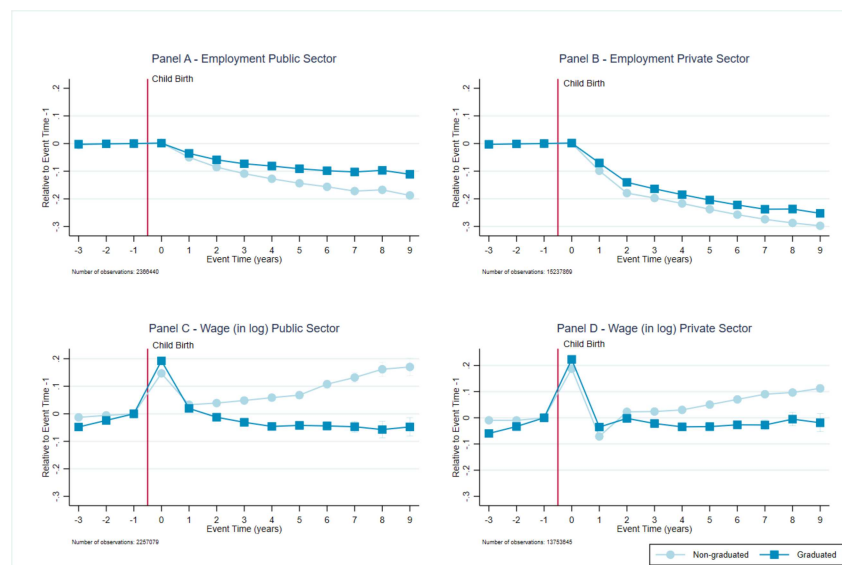 Panel A - Employment Public Sector
Child Birth
Relative to Event Time -1
.2
.1
0
-.1
-.2
-.3
-3 -2 -1 0 1 2 3 4 5 6 7 8 9
Event Time (years)
Number of observations: 2366440
Panel B - Employment Private Sector
Child Birth
Relative to Event Time -1
.2
.1
0
-.1
-.2
-.3
-3 -2 -1 0 1 2 3 4 5 6 7 8 9
Event Time (years)
Number of observations: 15237869
Panel C - Wage (in log) Public Sector
Child Birth
Relative to Event Time -1
.2
.1
0
-.1
-.2
-.3
-3 -2 -1 0 1 2 3 4 5 6 7 8 9
Event Time (years)
Number of observations: 2257079
Panel D - Wage (in log) Private Sector
Child Birth
Relative to Event Time -1
.2
.1
0
-.1
-.2
-.3
-3 -2 -1 0 1 2 3 4 5 6 7 8 9
Event Time (years)
Number of observations: 13753645
Non-graduated Graduated